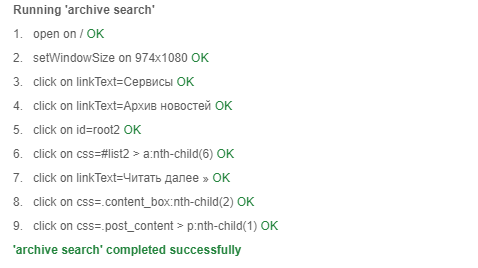 Running 'archive search'
1. open on / OK
2. setWindowSize on 974x1080 OK
3. click on linkText=Сервисы OK
4. click on linkText=Архив новостей OK
5. click on id=root2 OK
6. click on css=#list2 > a:nth-child(6) OK
7. click on linkText=Читать далее » OK
8. click on css=.content_box:nth-child(2) OK
9. click on css=.post_content > p:nth-child(1) OK
'archive search' completed successfully